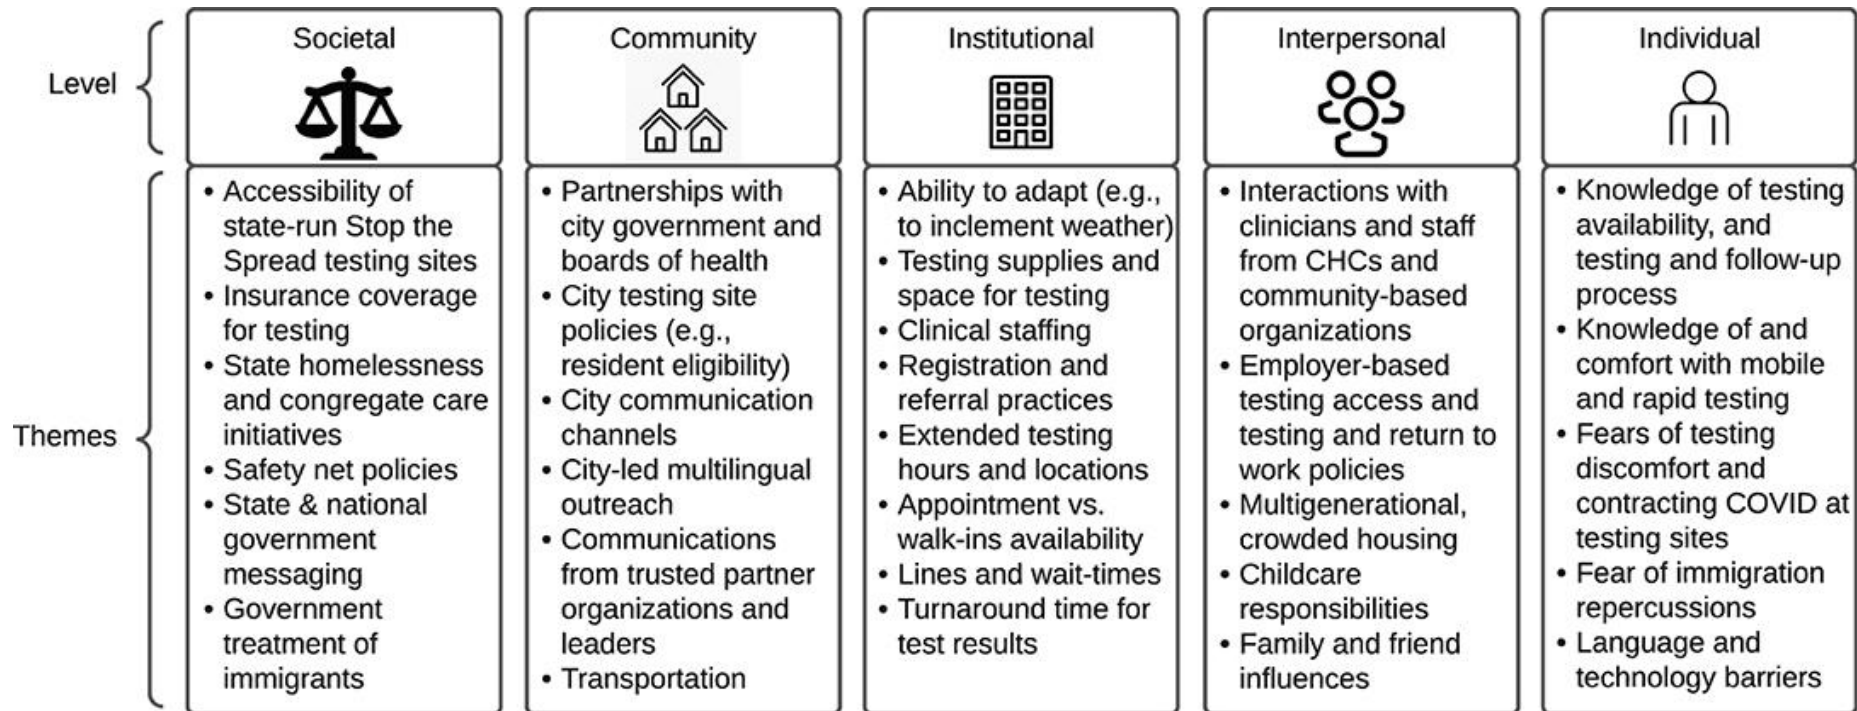 Level
Societal
Community
Institutional
Interpersonal
Individual
Themes
• Accessibility of
state-run Stop the
Spread testing sites
• Insurance coverage
for testing
• State homelessness
and congregate care
initiatives
• Safety net policies
• State & national
government
messaging
• Government
treatment of
immigrants
• Partnerships with
city government and
boards of health
• City testing site
policies (e.g.,
resident eligibility)
• City communication
channels
• City-led multilingual
outreach
• Communications
from trusted partner
organizations and
leaders
• Transportation
• Ability to adapt (e.g.,
to inclement weather)
• Testing supplies and
space for testing
• Clinical staffing
• Registration and
referral practices
• Extended testing
hours and locations
• Appointment vs.
walk-ins availability
• Lines and wait-times
• Turnaround time for
test results
• Interactions with
clinicians and staff
from CHCs and
community-based
organizations
• Employer-based
testing access and
testing and return to
work policies
• Multigenerational,
crowded housing
• Childcare
responsibilities
• Family and friend
influences
• Knowledge of testing
availability, and
testing and follow-up
process
• Knowledge of and
comfort with mobile
and rapid testing
• Fears of testing
discomfort and
contracting COVID at
testing sites
• Fear of immigration
repercussions
• Language and
technology barriers